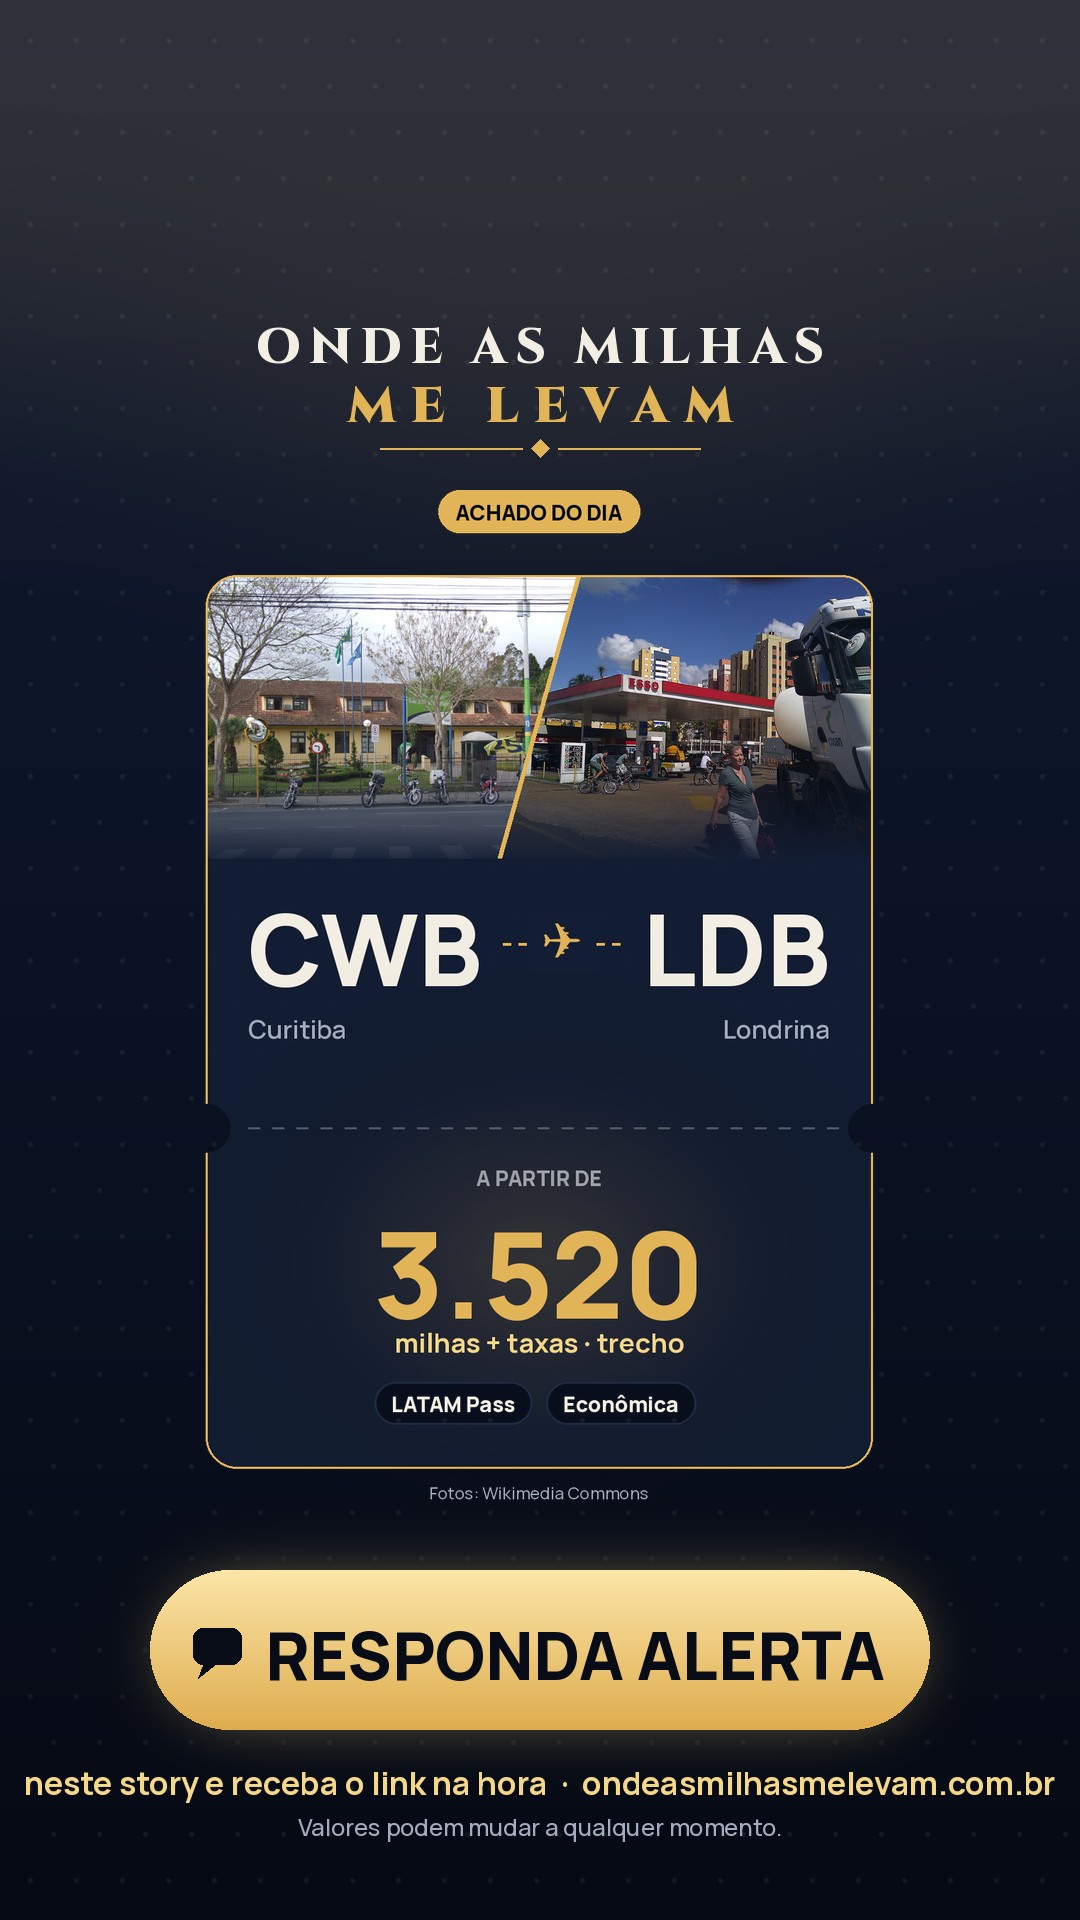 ONDE AS MILHAS
ME LEVAM
ACHADO DO DIA
ESSO
CWB -- ✈ -- LDB
Curitiba Londrina
A PARTIR DE
3.520
milhas + taxas · trecho
LATAM Pass Econômica
Fotos: Wikimedia Commons
RESPONDA ALERTA
neste story e receba o link na hora · ondeasmilhasmelevam.com.br
Valores podem mudar a qualquer momento.